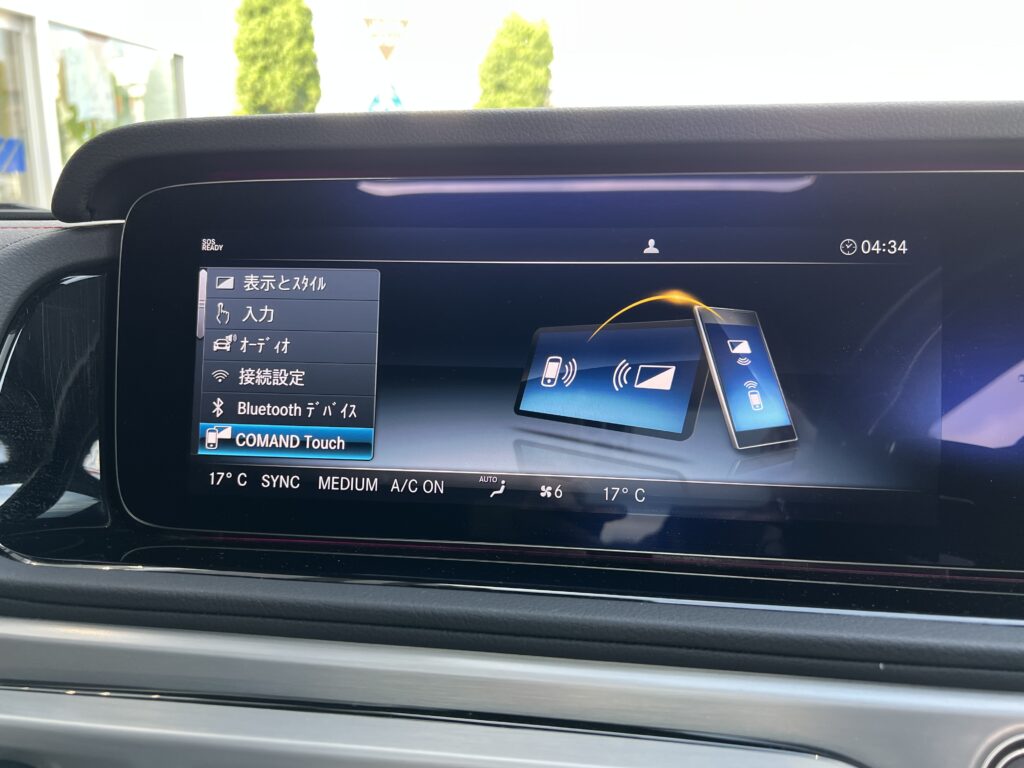 SOS
READY
04:34
表示とｽﾀｲﾙ
入力
ｵｰﾃﾞｨｵ
接続設定
Bluetooth ﾃﾞﾊﾞｲｽ
COMAND Touch
17°C SYNC MEDIUM A/C ON AUTO 6 17°C